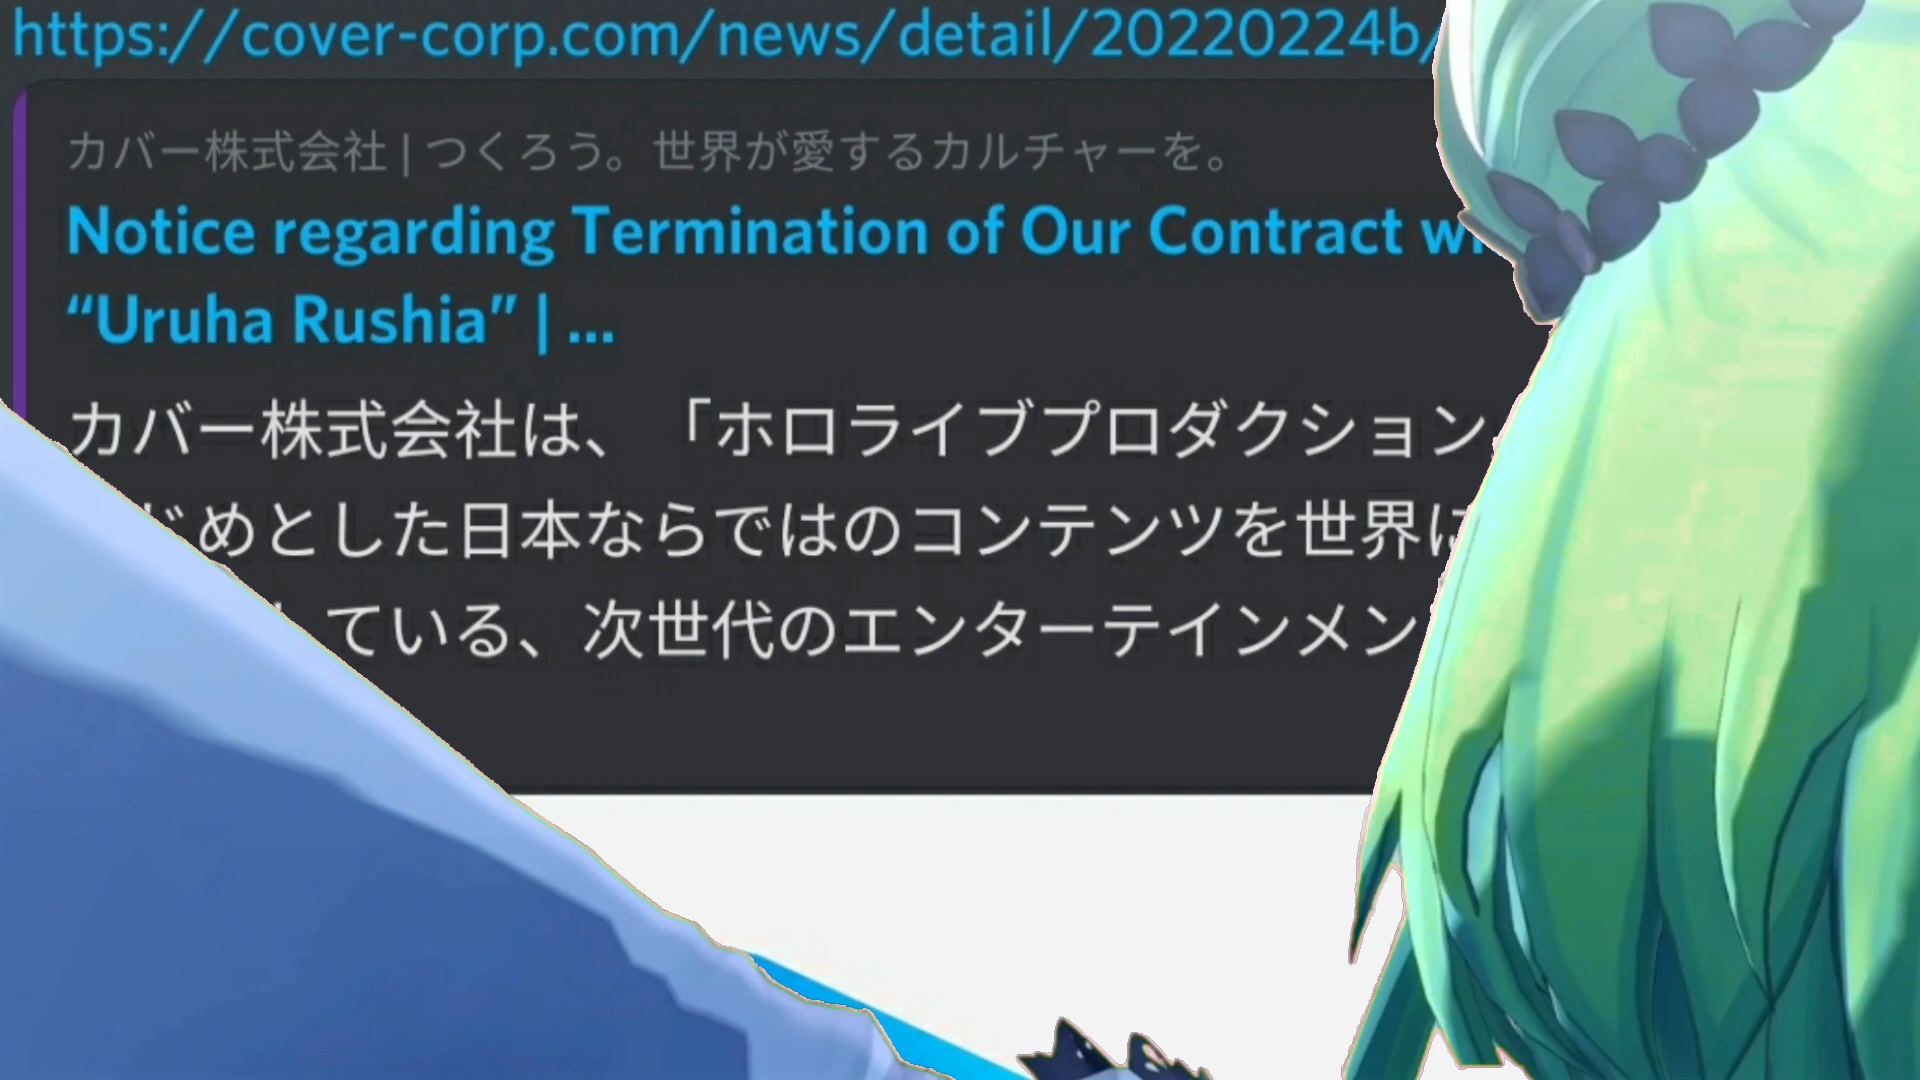 https://cover-corp.com/news/detail/20220224b/
カバー株式会社 | つくろう。世界が愛するカルチャーを。
Notice regarding Termination of Our Contract
“Uruha Rushia” | ...
カバー株式会社は、「ホロライブプロダクション
じめとした日本ならではのコンテンツを世界に
ている、次世代のエンターテインメン